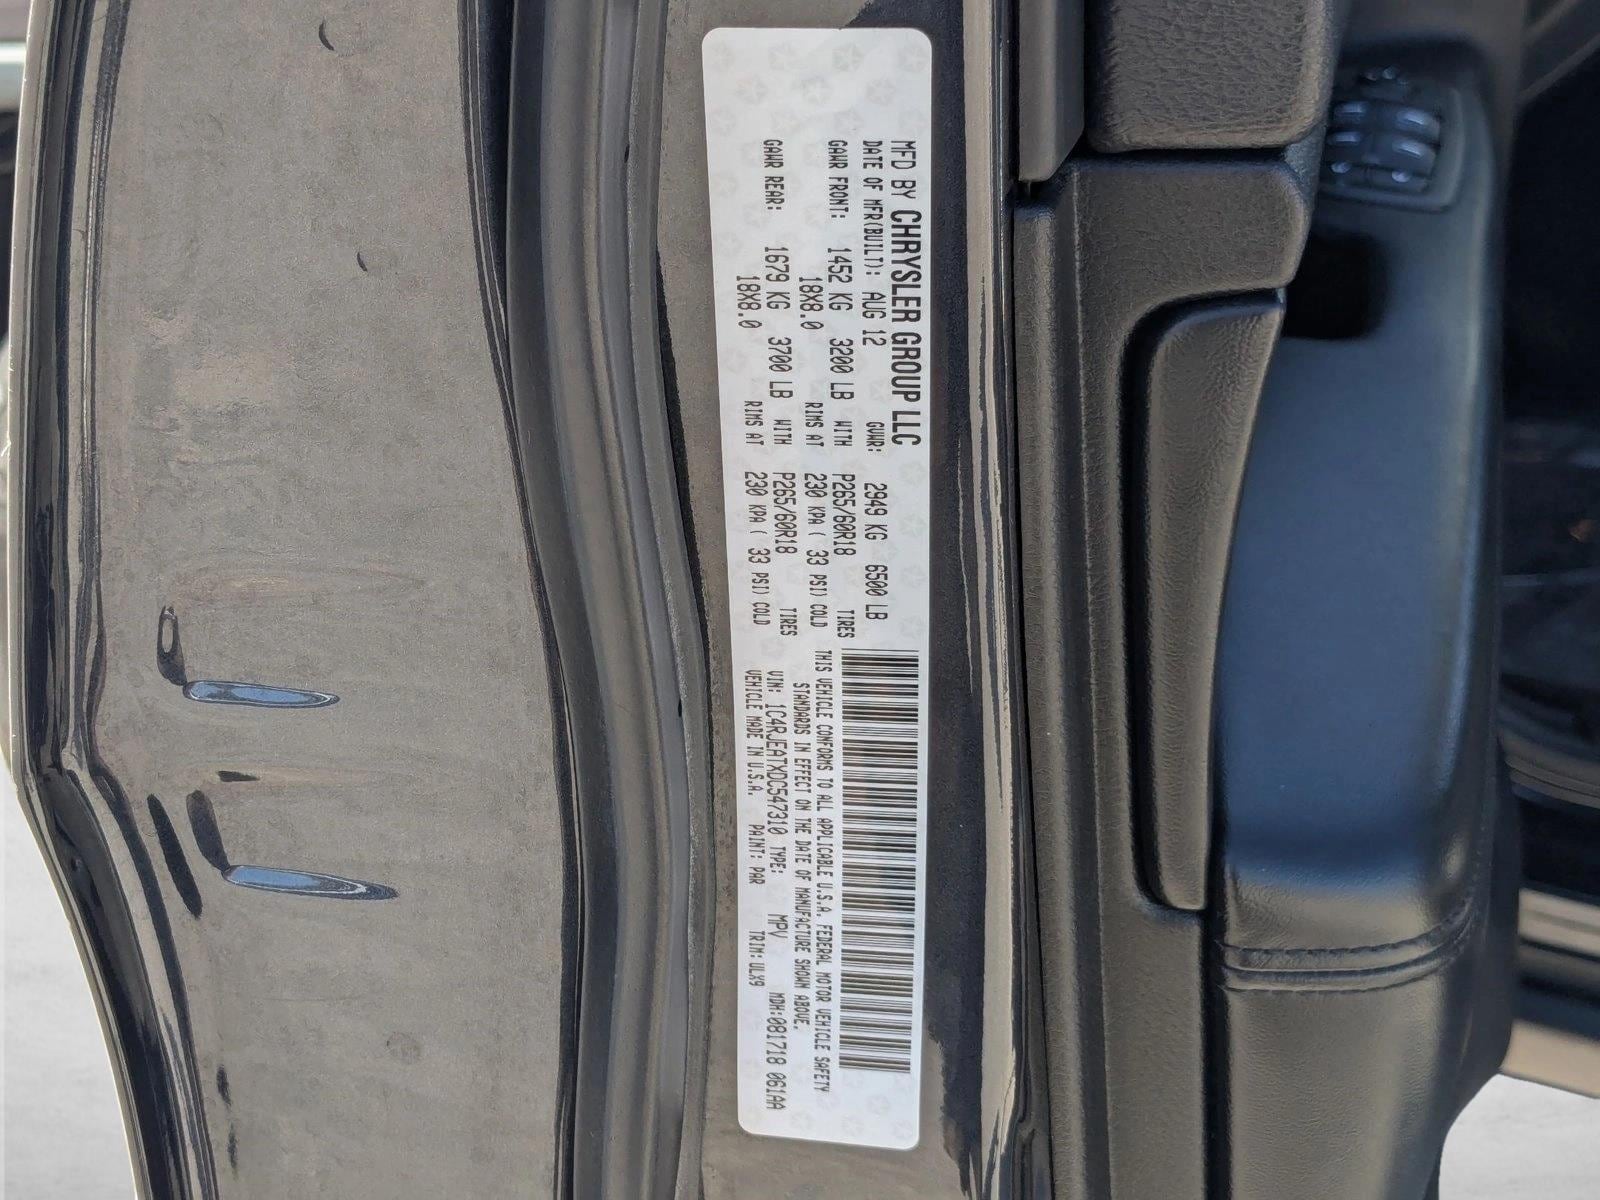 MFD BY CHRYSLER GROUP LLC
DATE OF MFR(BUILT): AUG 12 GVWR: 2949 KG 6500 LB
GAWR FRONT: 1452 KG 3200 LB WITH P265/60R18 TIRES
18X8.0 RIMS AT 230 KPA ( 33 PSI) COLD
GAWR REAR: 1679 KG 3700 LB WITH P265/60R18 TIRES
18X8.0 RIMS AT 230 KPA ( 33 PSI) COLD
THIS VEHICLE CONFORMS TO ALL APPLICABLE U.S.A. FEDERAL MOTOR VEHICLE SAFETY
STANDARDS IN EFFECT ON THE DATE OF MANUFACTURE SHOWN ABOVE.
VIN: 1C4RJEATXDC547310 TYPE: MPV MDH:081718 061AA
VEHICLE MADE IN U.S.A. PAINT: PAR TRIM: ULX9